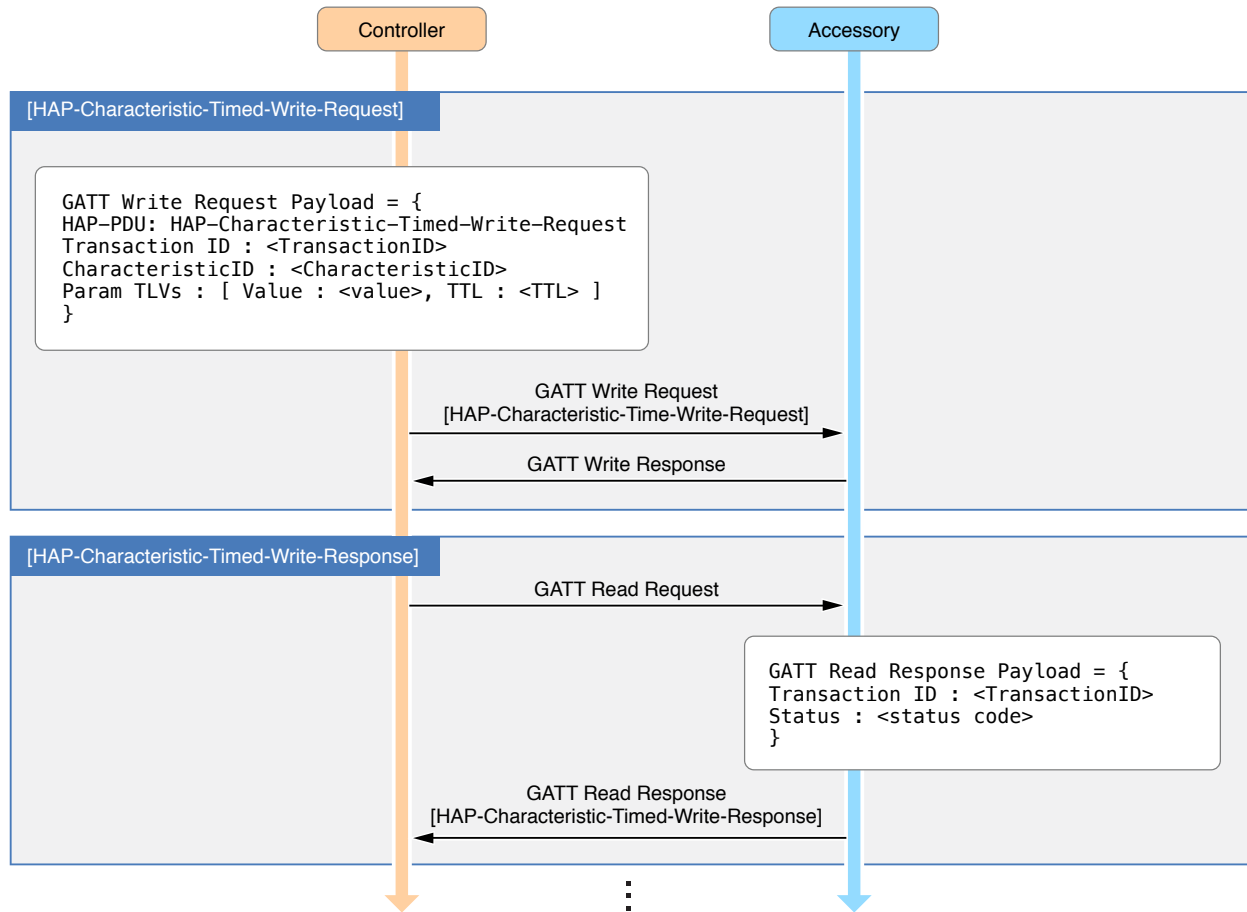 Controller
Accessory
[HAP-Characteristic-Timed-Write-Request]
GATT Write Request Payload = {
HAP-PDU: HAP-Characteristic-Timed-Write-Request
Transaction ID : <TransactionID>
CharacteristicID : <CharacteristicID>
Param TLVs : [ Value : <value>, TTL : <TTL> ]
}
GATT Write Request
[HAP-Characteristic-Time-Write-Request]
GATT Write Response
[HAP-Characteristic-Timed-Write-Response]
GATT Read Request
GATT Read Response Payload = {
Transaction ID : <TransactionID>
Status : <status code>
}
GATT Read Response
[HAP-Characteristic-Timed-Write-Response]